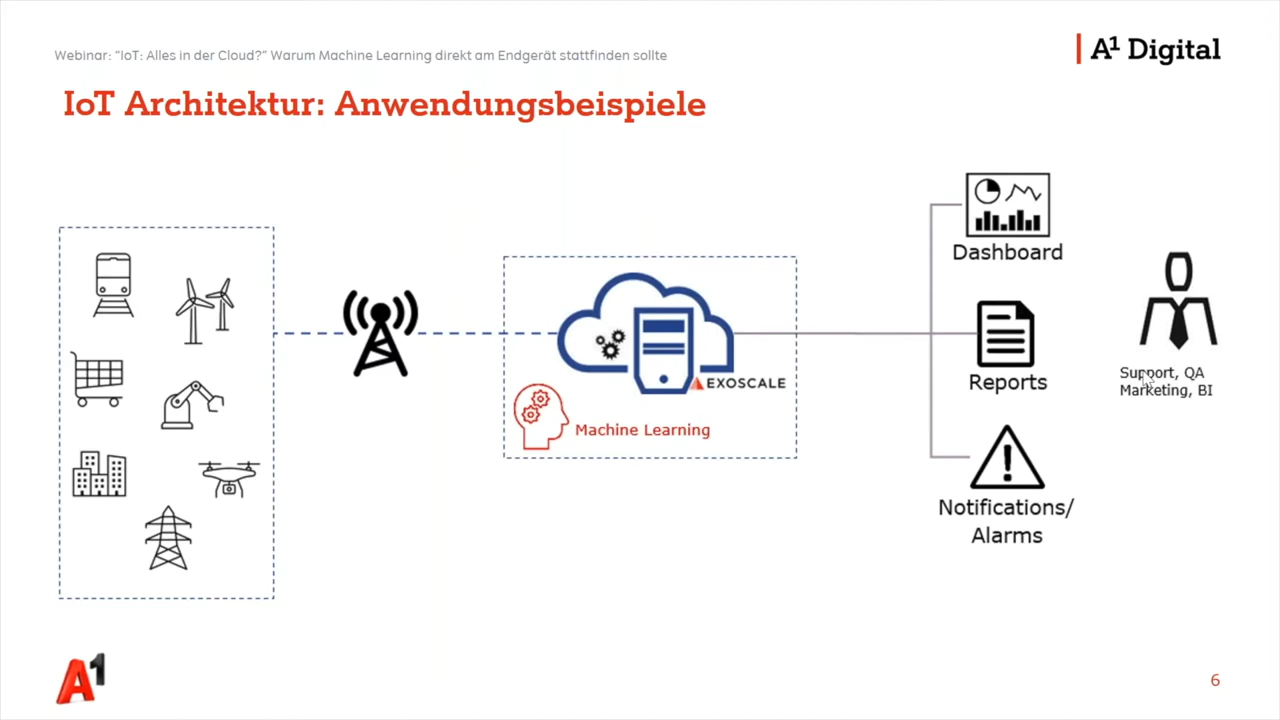 Webinar: “IoT: Alles in der Cloud?” Warum Machine Learning direkt am Endgerät stattfinden sollte
A¹ Digital
IoT Architektur: Anwendungsbeispiele
Dashboard
EXOSCALE
Machine Learning
Reports
Support, QA
Marketing, BI
Notifications/
Alarms
A1
6